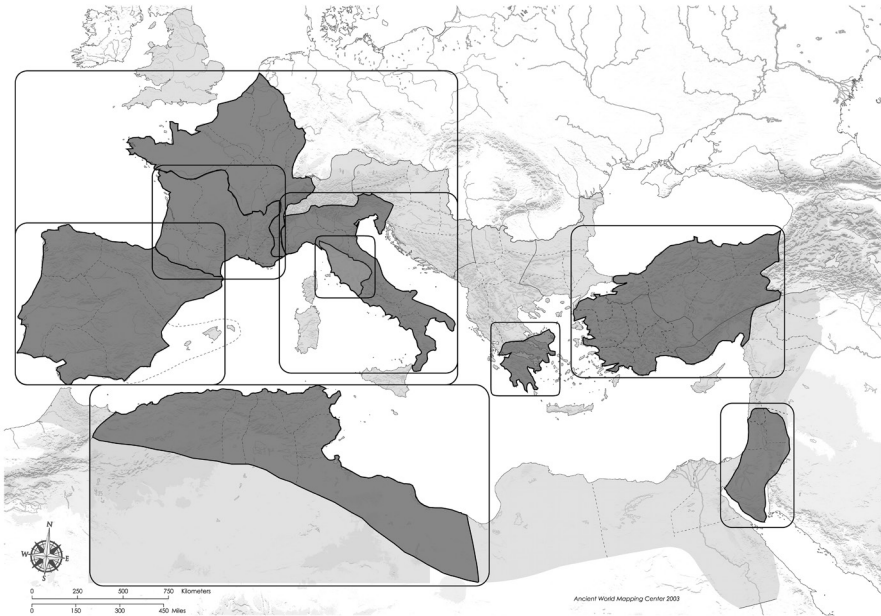 N
W E
S
0 250 500 750 Kilometers
0 150 300 450 Miles
Ancient World Mapping Center 2003